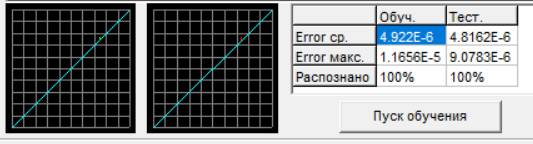 Обуч. Тест.
Error ср. 4.922E-6 4.8162E-6
Error макс. 1.1656E-5 9.0783E-6
Распознано 100% 100%
Пуск обучения